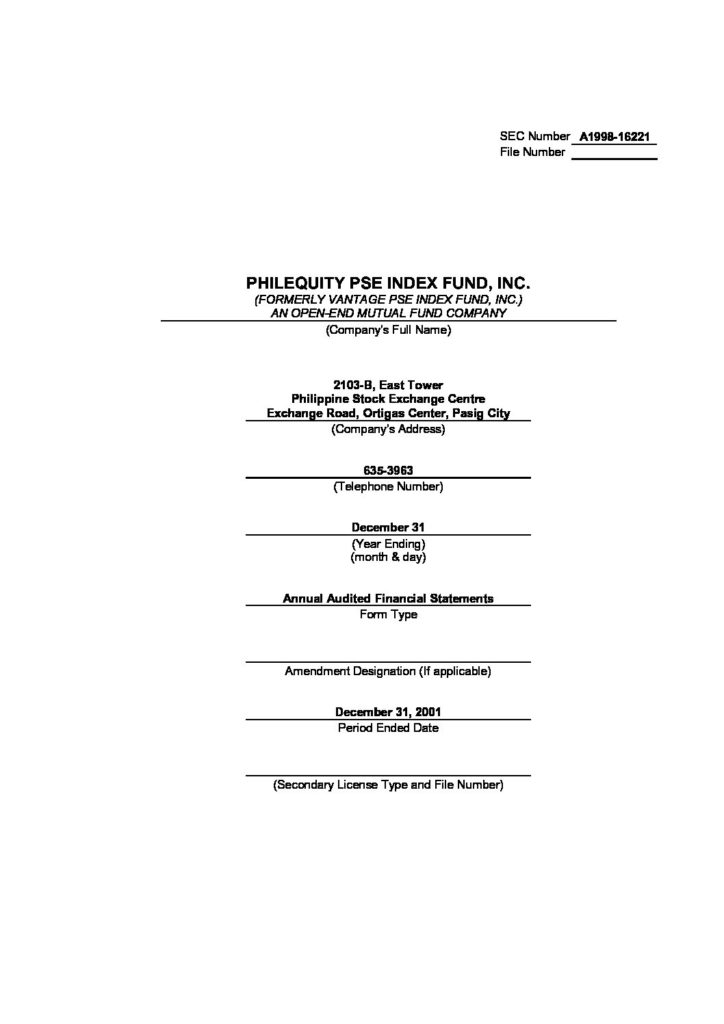 SEC Number A1998-16221
File Number
PHILEQUITY PSE INDEX FUND, INC.
(FORMERLY VANTAGE PSE INDEX FUND, INC.)
AN OPEN-END MUTUAL FUND COMPANY
(Company's Full Name)
2103-B, East Tower
Philippine Stock Exchange Centre
Exchange Road, Ortigas Center, Pasig City
(Company's Address)
635-3963
(Telephone Number)
December 31
(Year Ending)
(month & day)
Annual Audited Financial Statements
Form Type
Amendment Designation (If applicable)
December 31, 2001
Period Ended Date
(Secondary License Type and File Number)